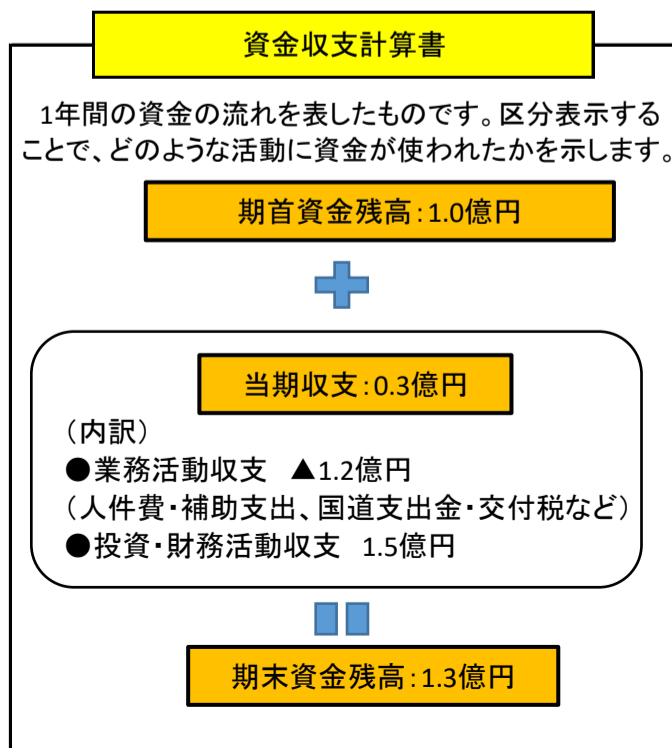 資金収支計算書
1年間の資金の流れを表したものです。区分表示する
ことで、どのような活動に資金が使われたかを示します。
期首資金残高：1.0億円
当期収支：0.3億円
（内訳）
●業務活動収支　▲1.2億円
（人件費・補助支出、国道支出金・交付税など）
●投資・財務活動収支　1.5億円
期末資金残高：1.3億円